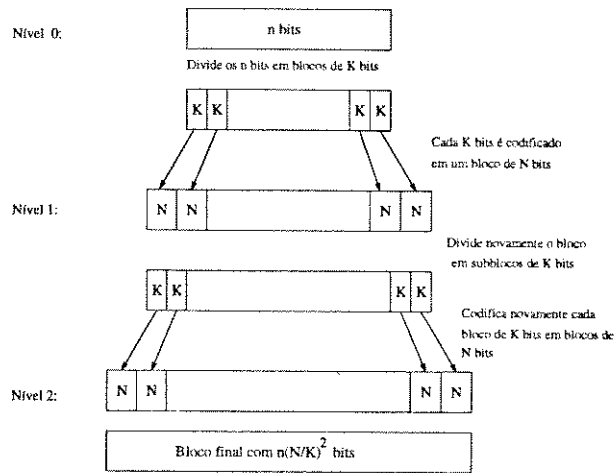 Nível 0:
n bits
Divide os n bits em blocos de K bits
K K K K
Cada K bits é codificado
em um bloco de N bits
Nível 1:
N N N N
Divide novamente o bloco
em subblocos de K bits
K K K K
Codifica novamente cada
bloco de K bits em blocos de
N bits
Nível 2:
N N N N
Bloco final com n(N/K)² bits